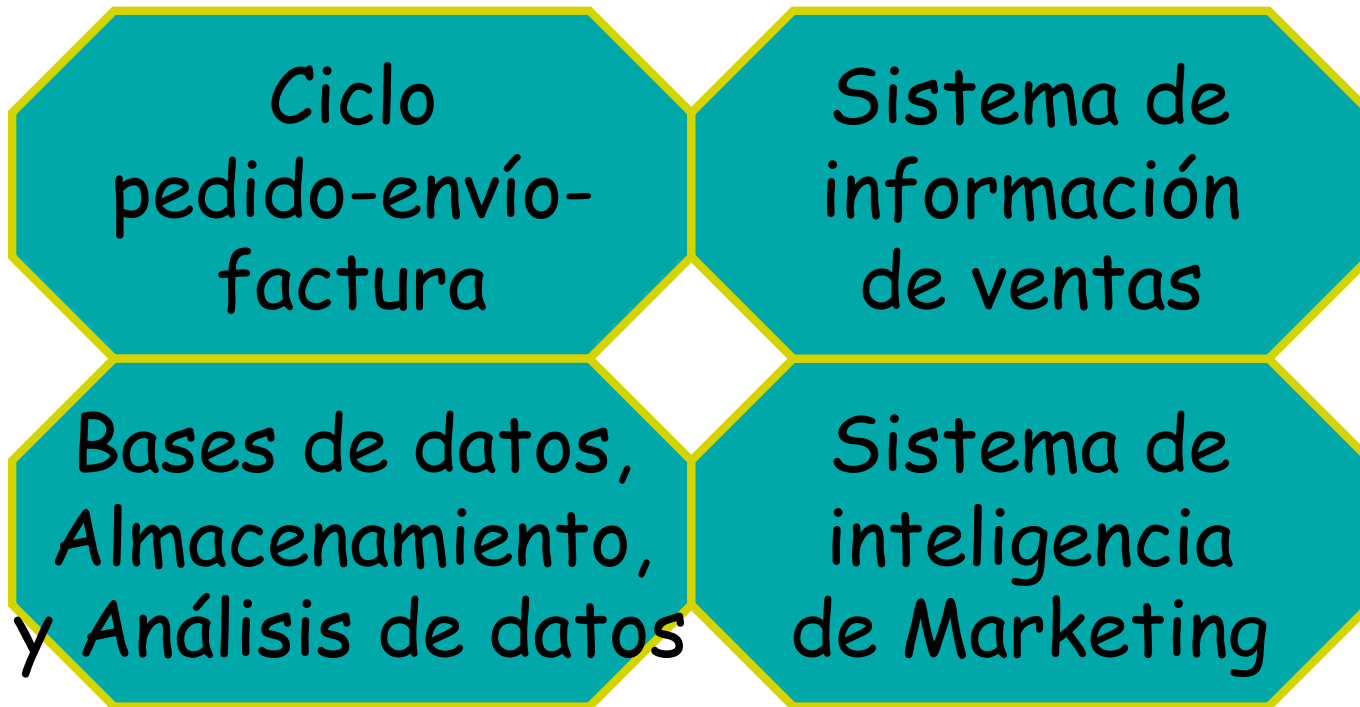 Ciclo
pedido-envío-
factura
Sistema de
información
de ventas
Bases de datos,
Almacenamiento,
y Análisis de datos
Sistema de
inteligencia
de Marketing